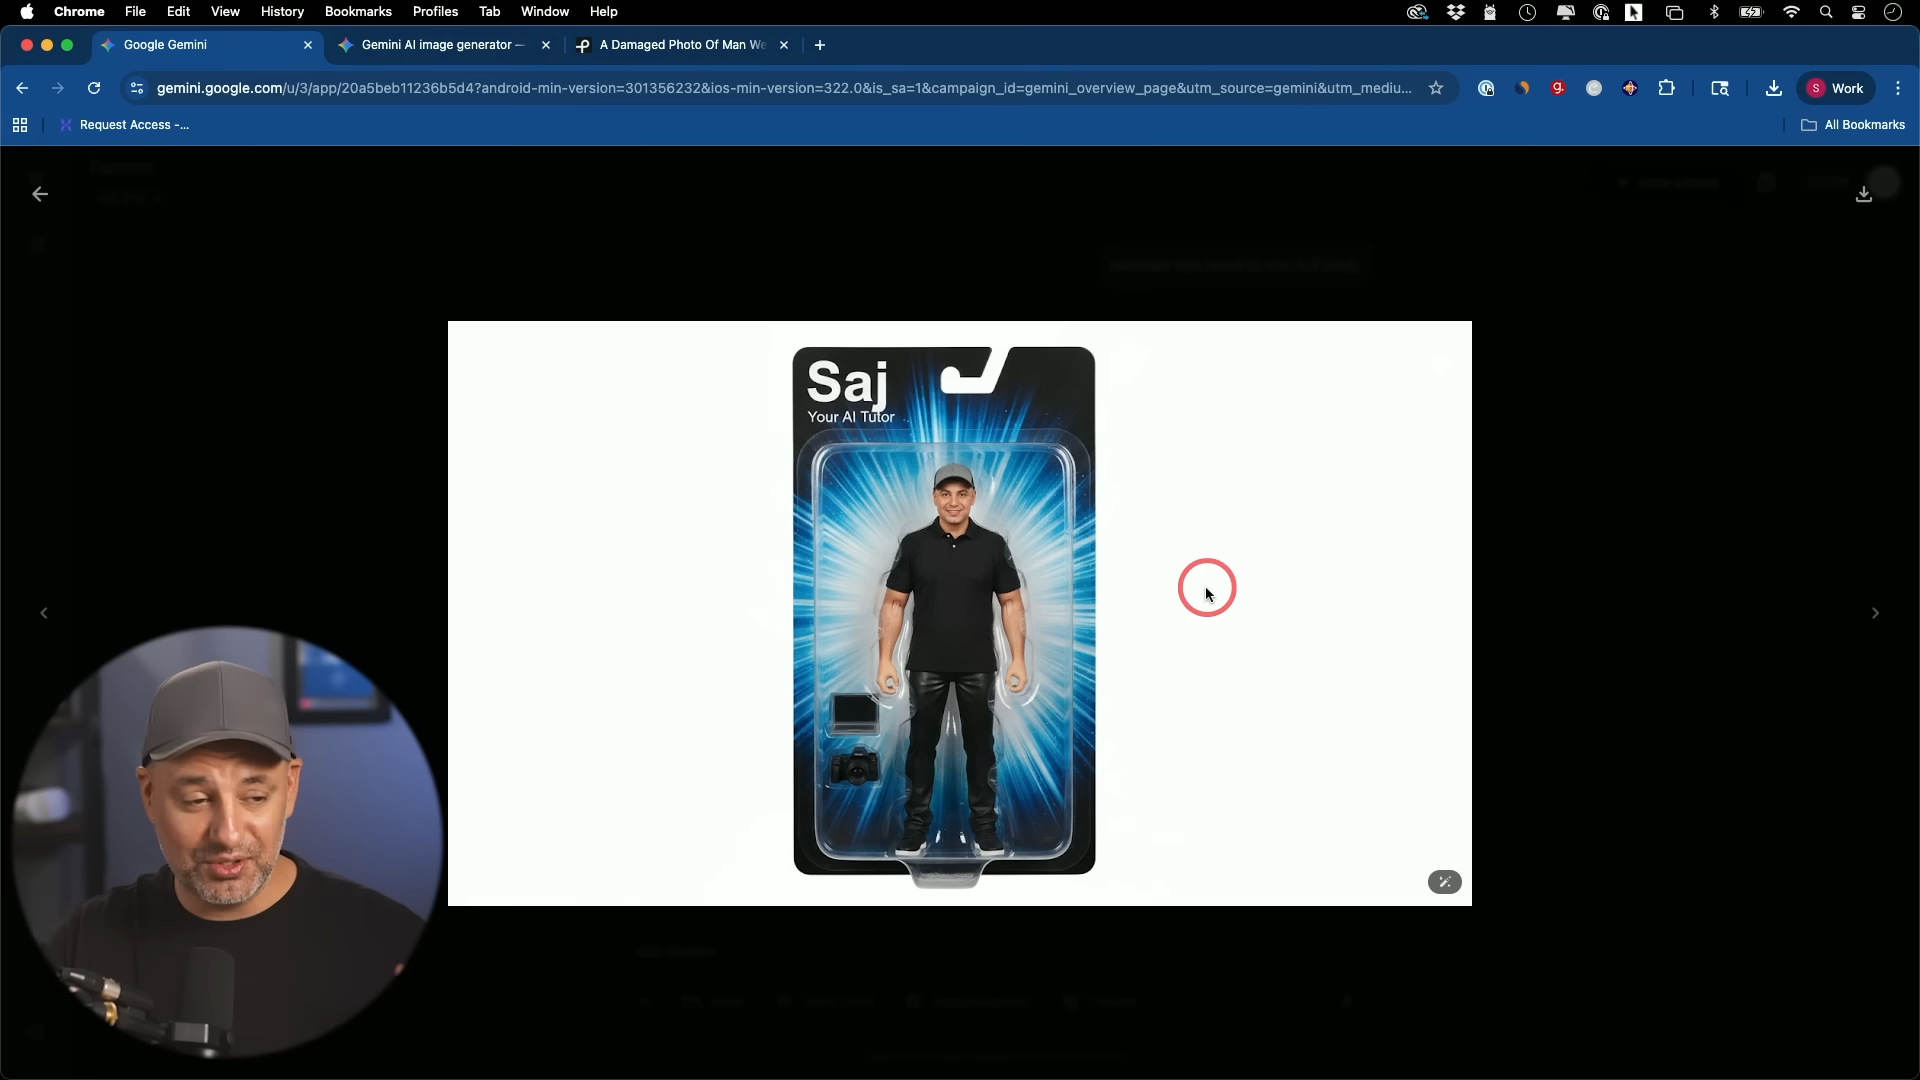 Chrome File Edit View History Bookmarks Profiles Tab Window Help
Google Gemini
Gemini AI image generator —
A Damaged Photo Of Man We
gemini.google.com/u/3/app/20a5beb11236b5d4?android-min-version=301356232&ios-min-version=322.0&is_sa=1&campaign_id=gemini_overview_page&utm_source=gemini&utm_mediu...
S Work
Request Access -...
All Bookmarks
Saj
Your AI Tutor